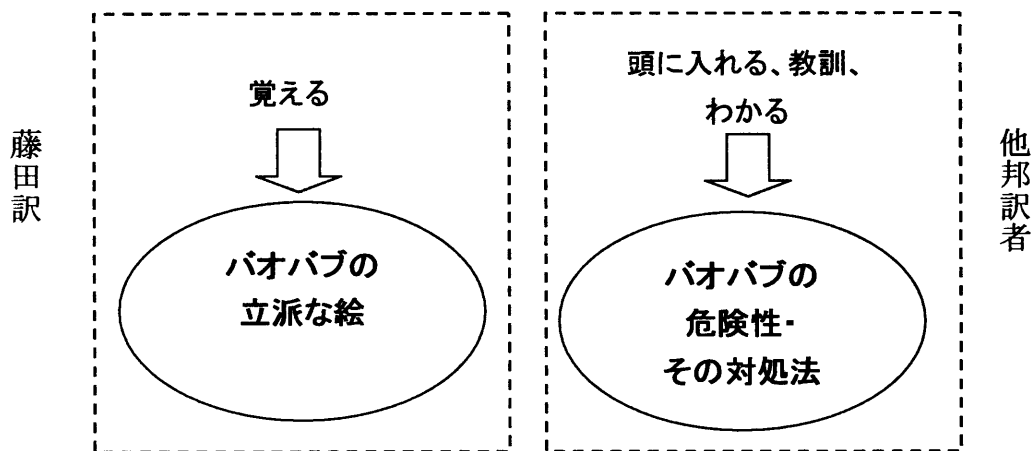 藤田訳
覚える
バオバブの
立派な絵
頭に入れる、教訓、
わかる
バオバブの
危険性・
その対処法
他邦訳者